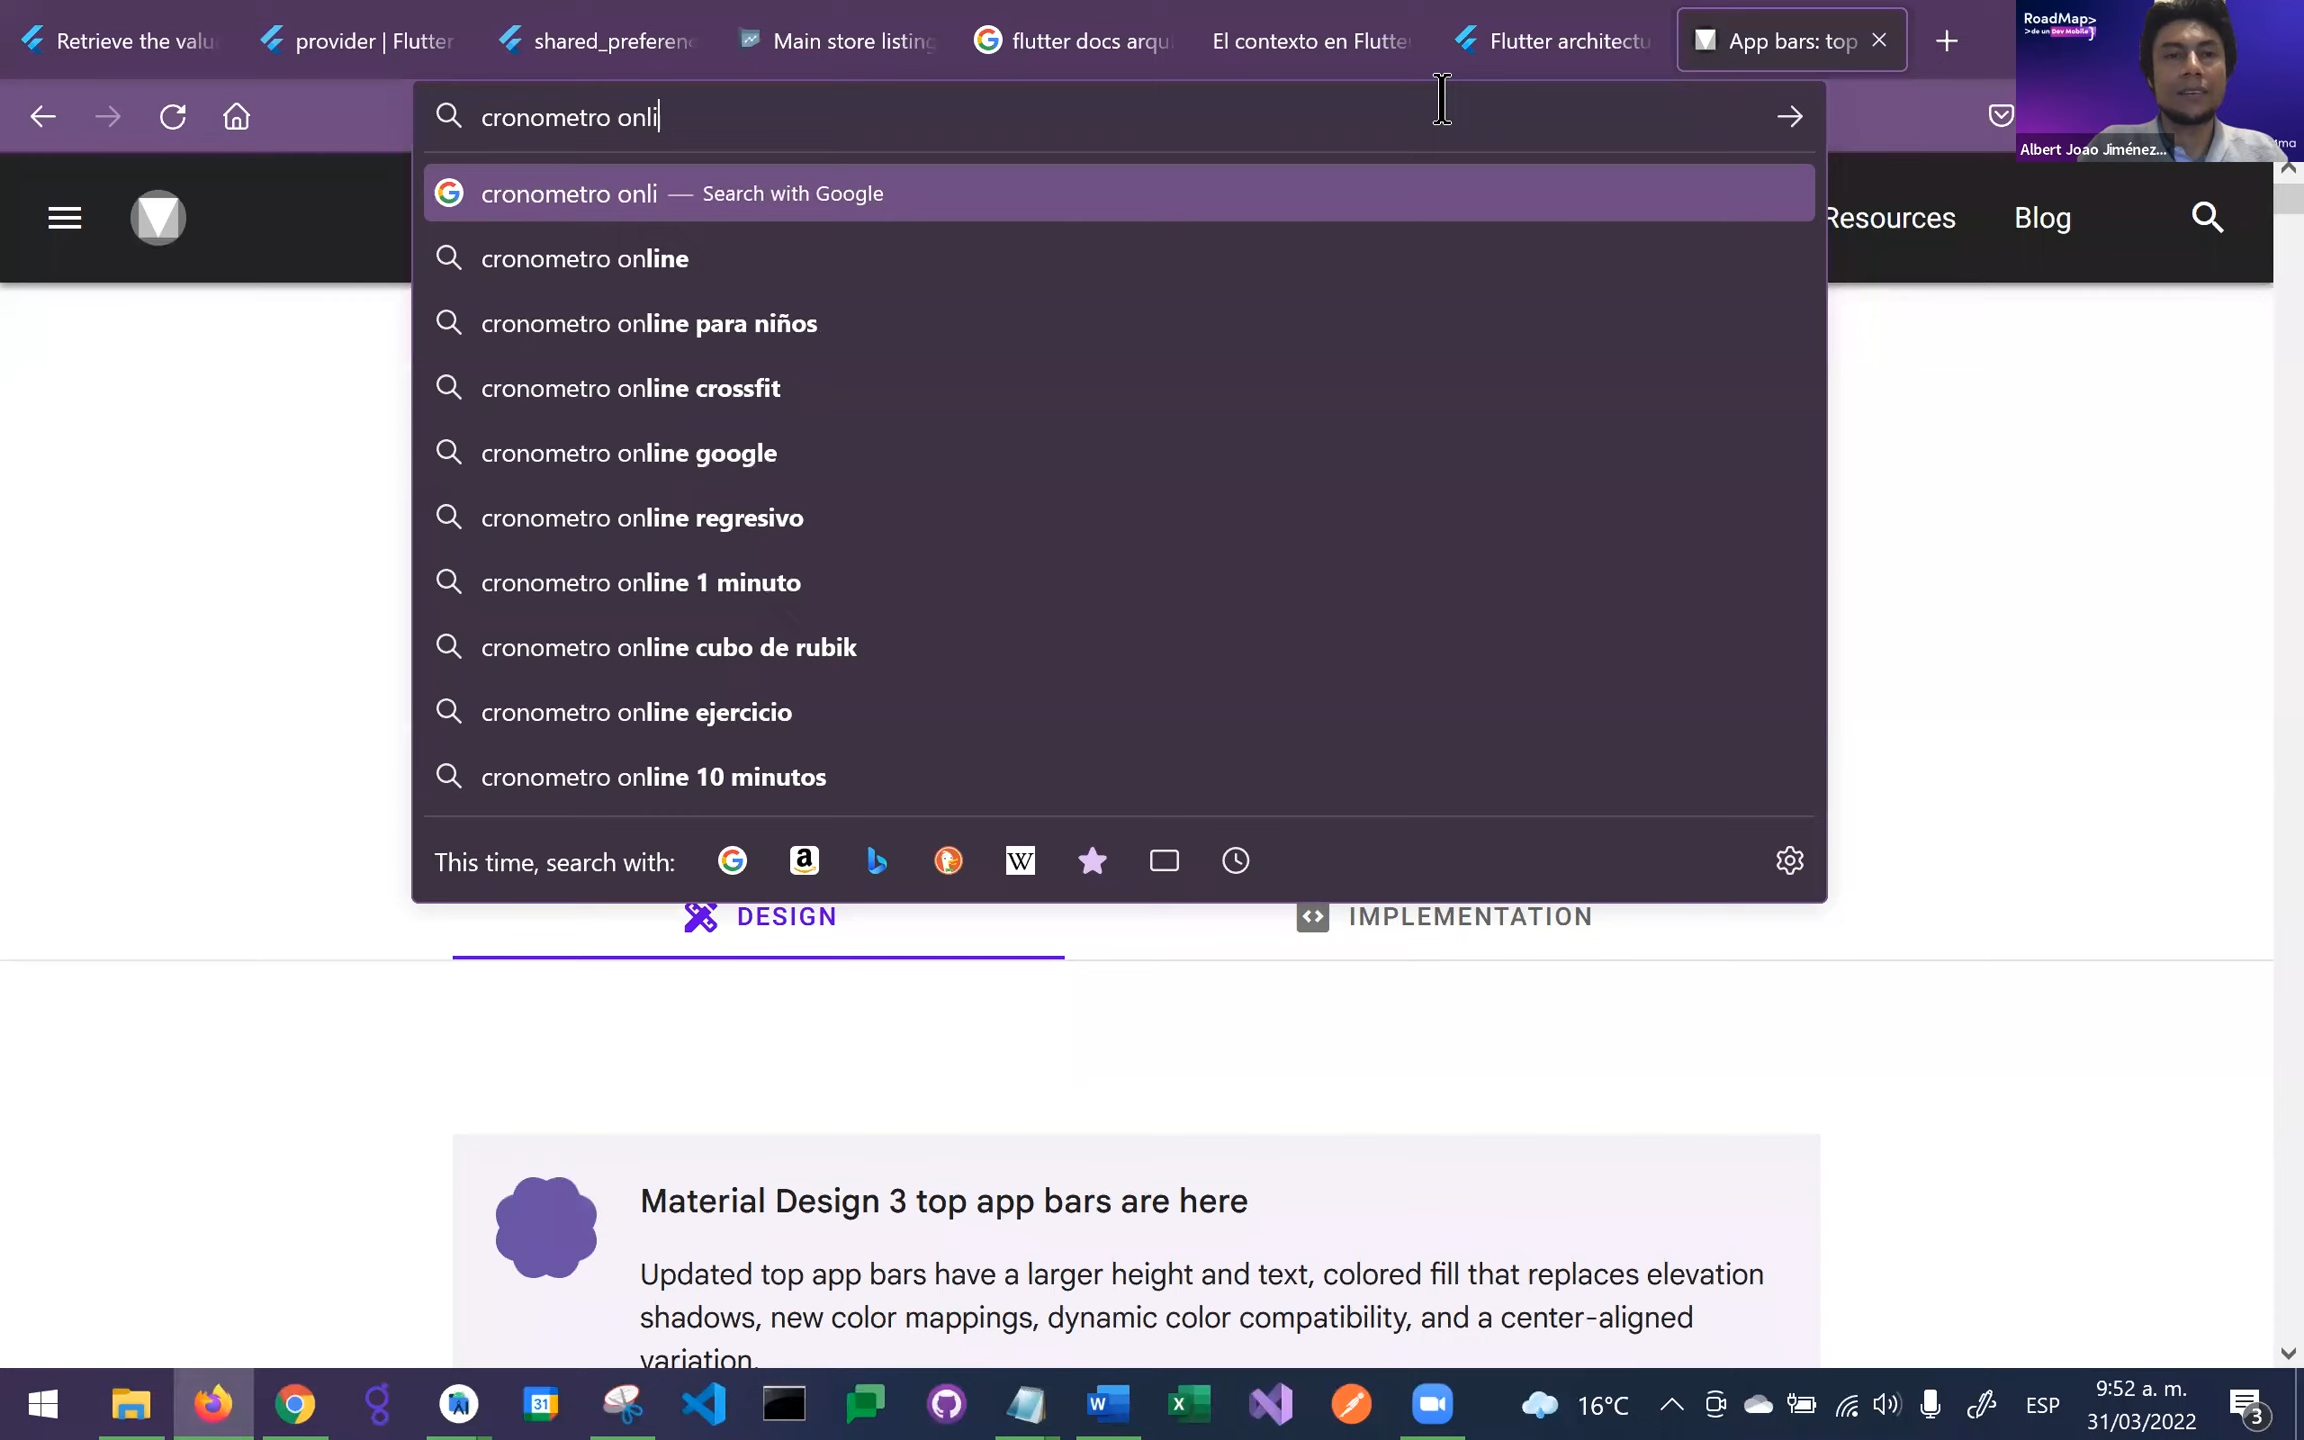 Retrieve the valu
provider | Flutter
shared_preferen
Main store listing
flutter docs arqu
El contexto en Flutte
Flutter architectu
App bars: top
RoadMap>
>de un Dev Mobile}
Albert Joao Jiménez...
cronometro onli
cronometro onli — Search with Google
cronometro online
cronometro online para niños
cronometro online crossfit
cronometro online google
cronometro online regresivo
cronometro online 1 minuto
cronometro online cubo de rubik
cronometro online ejercicio
cronometro online 10 minutos
This time, search with:
Resources
Blog
DESIGN
IMPLEMENTATION
Material Design 3 top app bars are here
Updated top app bars have a larger height and text, colored fill that replaces elevation
shadows, new color mappings, dynamic color compatibility, and a center-aligned
variation.
16°C
ESP
9:52 a. m.
31/03/2022
3